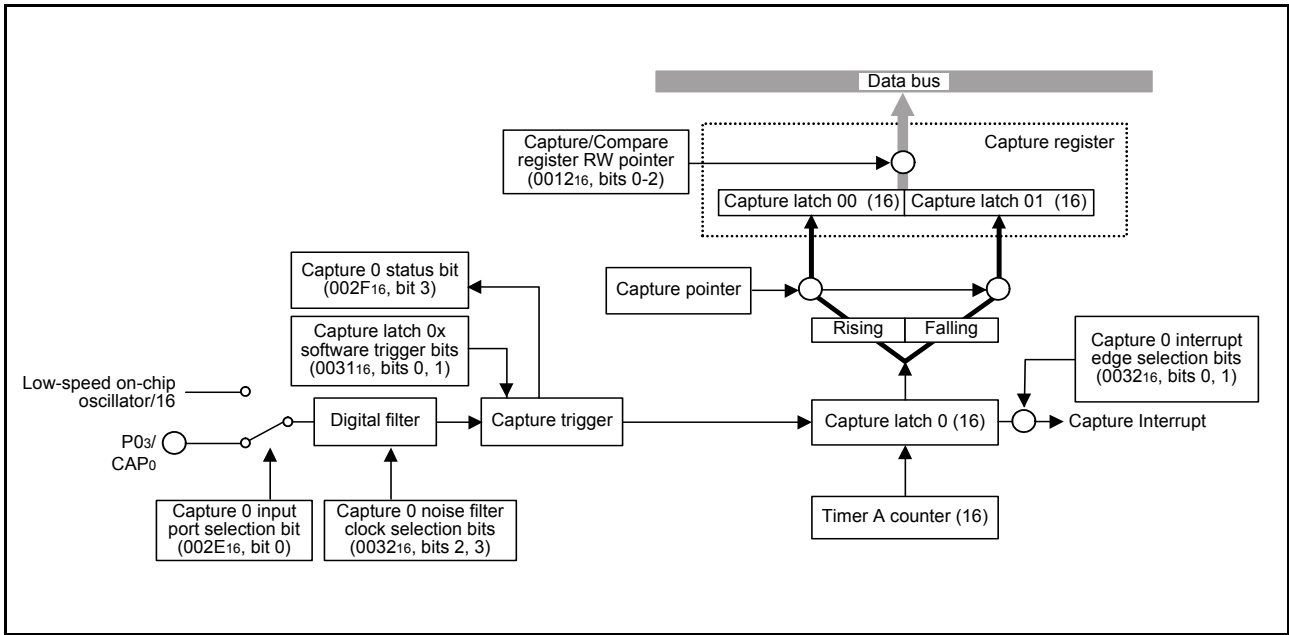 Data bus
Capture/Compare
register RW pointer
(0012₁₆, bits 0-2)
Capture register
Capture latch 00 (16)
Capture latch 01 (16)
Capture 0 status bit
(002F₁₆, bit 3)
Capture pointer
Rising
Falling
Capture latch 0x
software trigger bits
(0031₁₆, bits 0, 1)
Capture 0 interrupt
edge selection bits
(0032₁₆, bits 0, 1)
Low-speed on-chip
oscillator/16
Digital filter
Capture trigger
Capture latch 0 (16)
Capture Interrupt
P0₃/
CAP₀
Capture 0 input
port selection bit
(002E₁₆, bit 0)
Capture 0 noise filter
clock selection bits
(0032₁₆, bits 2, 3)
Timer A counter (16)